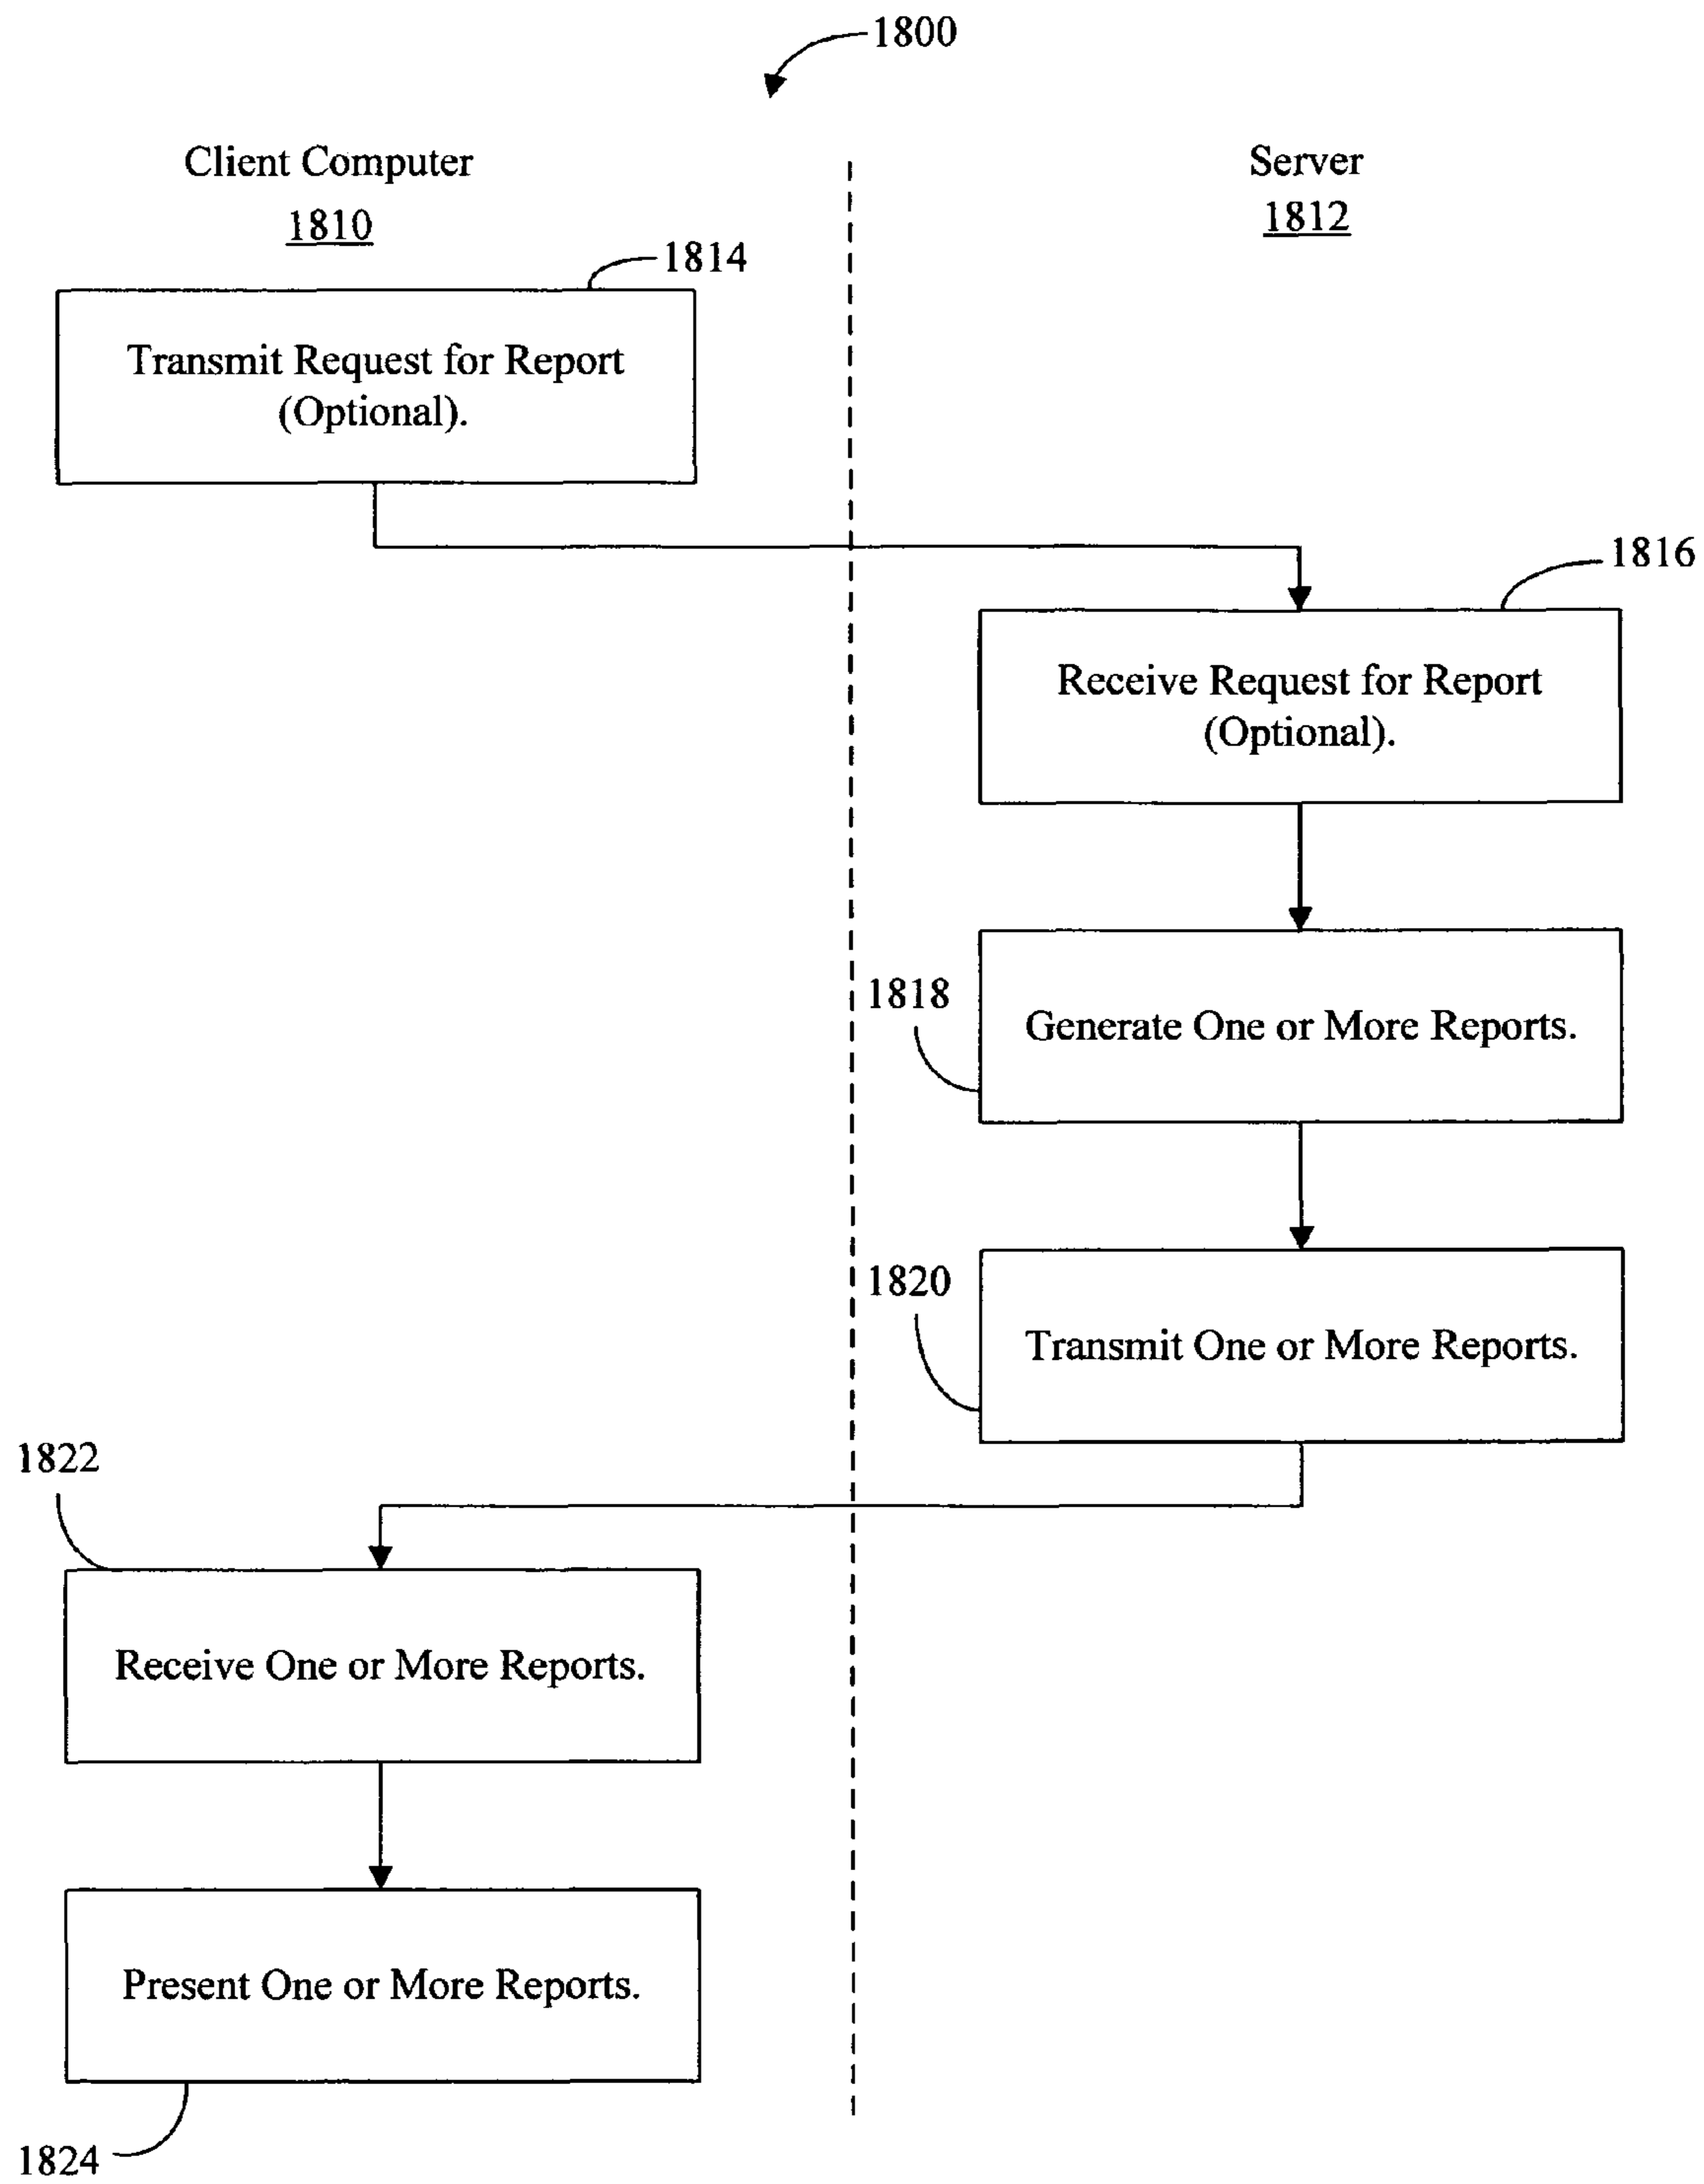 1800
Client Computer
1810
Server
1812
1814
Transmit Request for Report
(Optional).
1816
Receive Request for Report
(Optional).
1818
Generate One or More Reports.
1820
Transmit One or More Reports.
1822
Receive One or More Reports.
Present One or More Reports.
1824